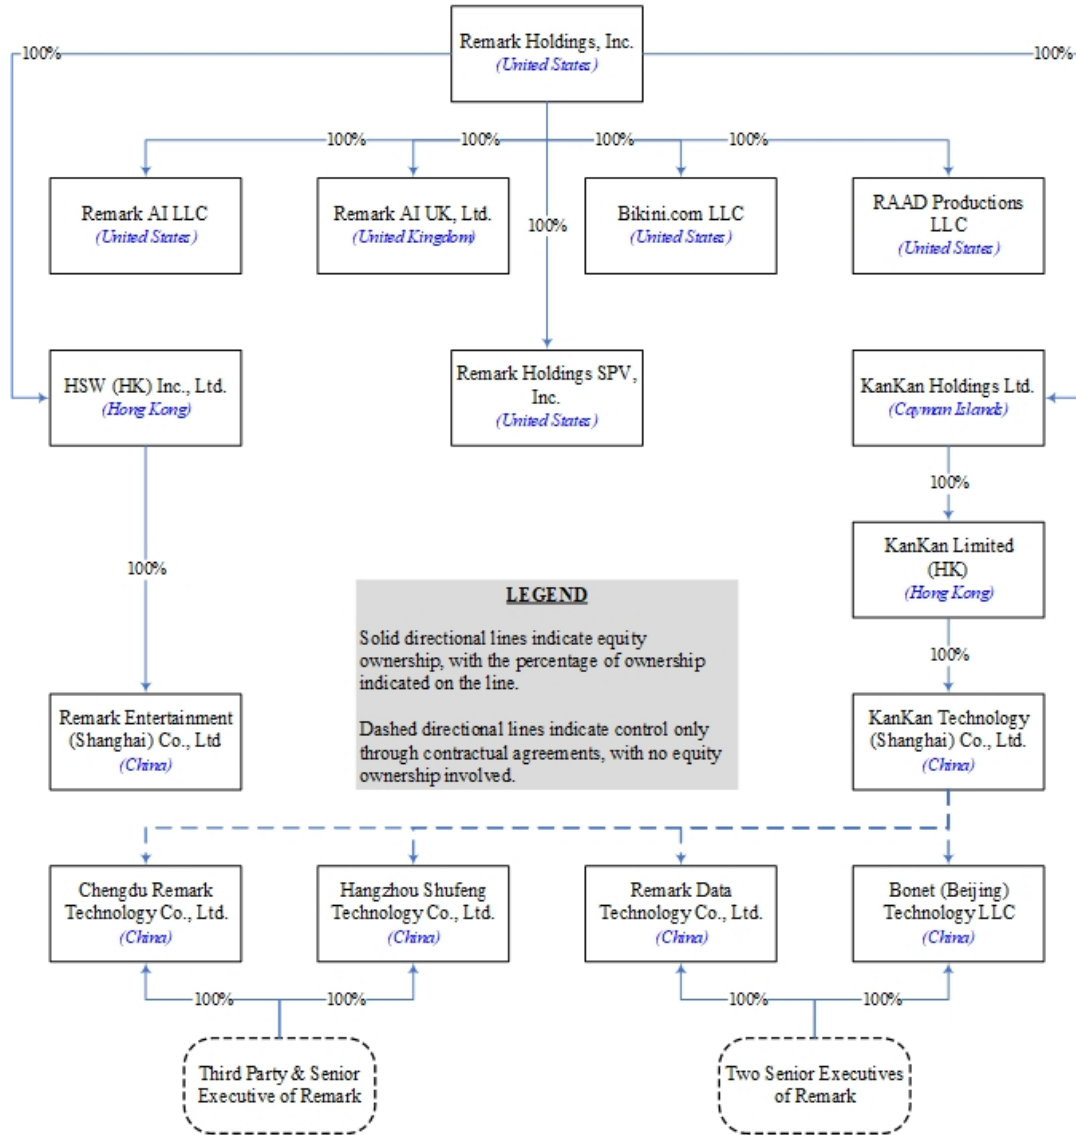 Remark Holdings, Inc.
(United States)
100%
100%
100%
100%
100%
100%
Remark AI LLC
(United States)
Remark AI UK, Ltd.
(United Kingdom)
100%
Bikini.com LLC
(United States)
RAAD Productions
LLC
(United States)
HSW (HK) Inc., Ltd.
(Hong Kong)
Remark Holdings SPV,
Inc.
(United States)
KanKan Holdings Ltd.
(Cayman Islands)
100%
KanKan Limited
(HK)
(Hong Kong)
100%
LEGEND
Solid directional lines indicate equity
ownership, with the percentage of ownership
indicated on the line.
Dashed directional lines indicate control only
through contractual agreements, with no equity
ownership involved.
100%
Remark Entertainment
(Shanghai) Co., Ltd
(China)
KanKan Technology
(Shanghai) Co., Ltd.
(China)
Chengdu Remark
Technology Co., Ltd.
(China)
Hangzhou Shufeng
Technology Co., Ltd.
(China)
Remark Data
Technology Co., Ltd.
(China)
Bonet (Beijing)
Technology LLC
(China)
100%
100%
100%
100%
Third Party & Senior
Executive of Remark
Two Senior Executives
of Remark